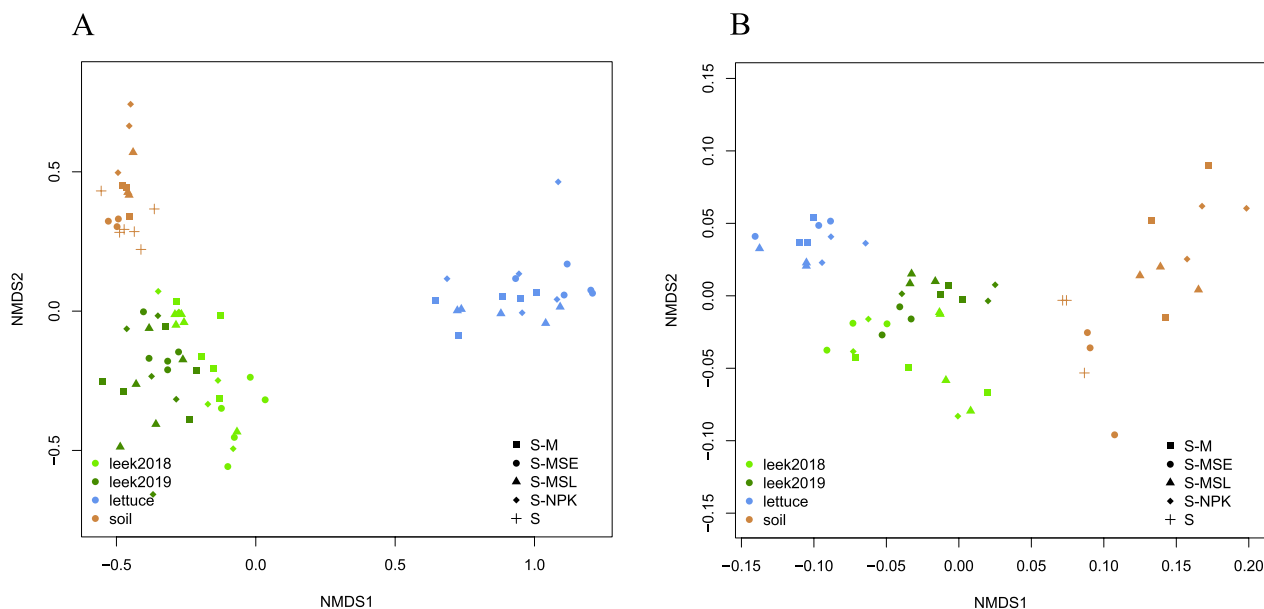 A
NMDS2
0.5
0.0
−0.5
leek2018
leek2019
lettuce
soil
S-M
S-MSE
S-MSL
S-NPK
S
−0.5 0.0 0.5 1.0
NMDS1
B
NMDS2
0.15
0.10
0.05
0.00
−0.05
−0.10
−0.15
leek2018
leek2019
lettuce
soil
S-M
S-MSE
S-MSL
S-NPK
S
−0.15 −0.10 −0.05 0.00 0.05 0.10 0.15 0.20
NMDS1